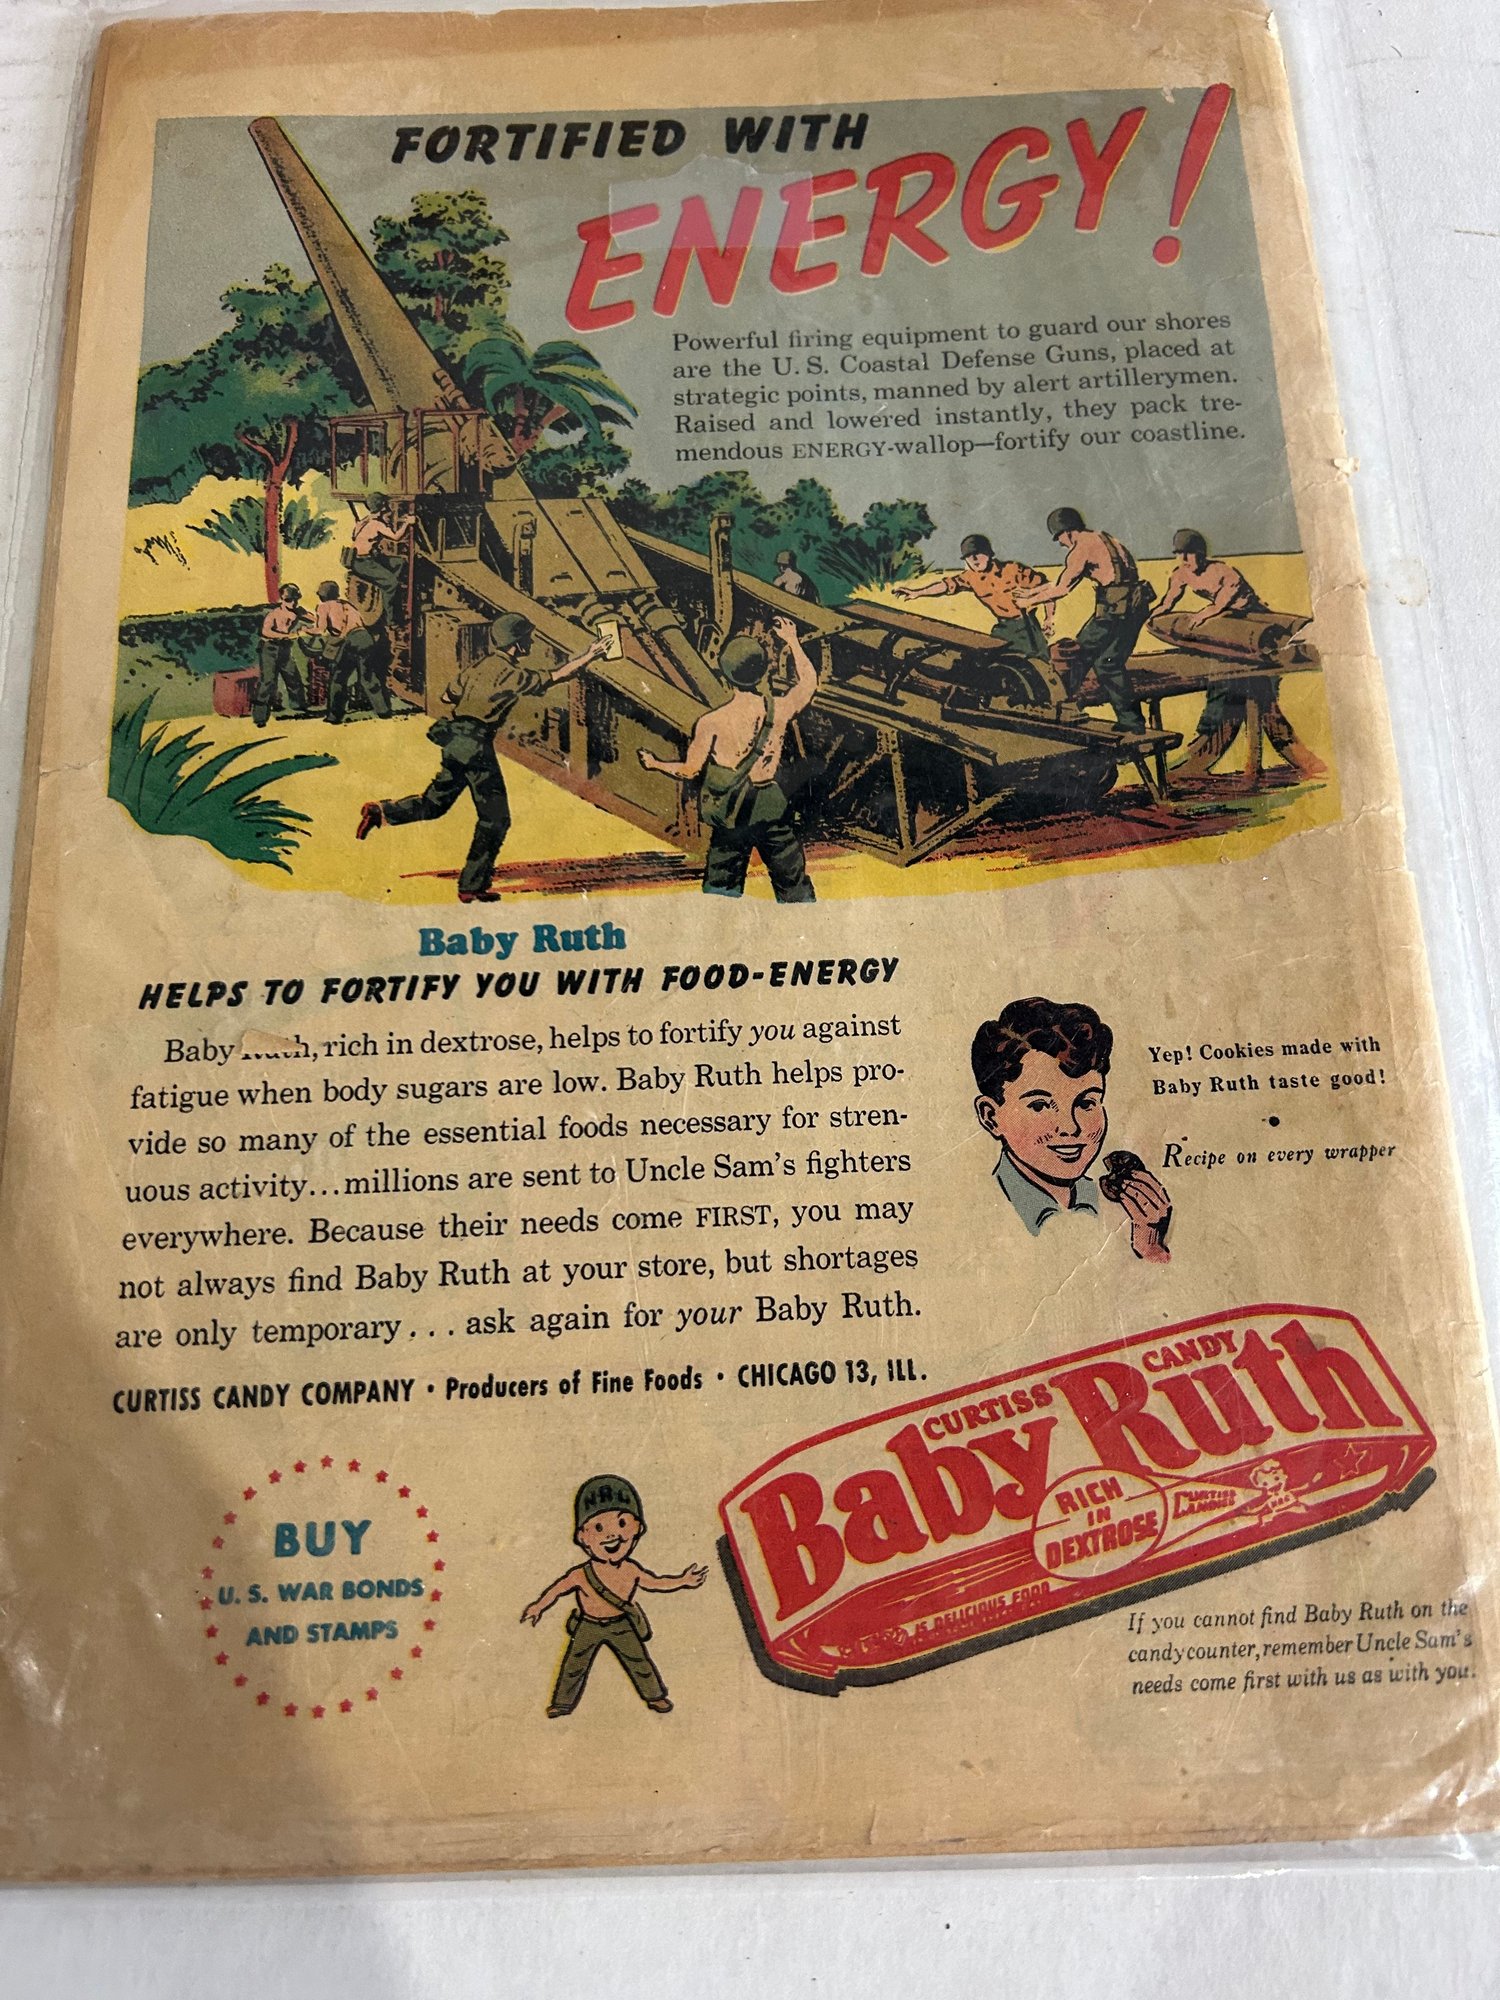 FORTIFIED WITH
ENERGY!
Powerful firing equipment to guard our shores
are the U. S. Coastal Defense Guns, placed at
strategic points, manned by alert artillerymen.
Raised and lowered instantly, they pack tre-
mendous ENERGY-wallop—fortify our coastline.
Baby Ruth
HELPS TO FORTIFY YOU WITH FOOD-ENERGY
Baby Ruth, rich in dextrose, helps to fortify you against
fatigue when body sugars are low. Baby Ruth helps pro-
vide so many of the essential foods necessary for stren-
uous activity...millions are sent to Uncle Sam's fighters
everywhere. Because their needs come FIRST, you may
not always find Baby Ruth at your store, but shortages
are only temporary... ask again for your Baby Ruth.
CURTISS CANDY COMPANY • Producers of Fine Foods • CHICAGO 13, ILL.
Yep! Cookies made with
Baby Ruth taste good!
•
Recipe on every wrapper
BUY
U. S. WAR BONDS
AND STAMPS
NRG
CURTISS CANDY
Baby Ruth
RICH
IN
DEXTROSE
CURTISS
CANDIES
IS DELICIOUS FOOD
If you cannot find Baby Ruth on the
candy counter, remember Uncle Sam's
needs come first with us as with you.